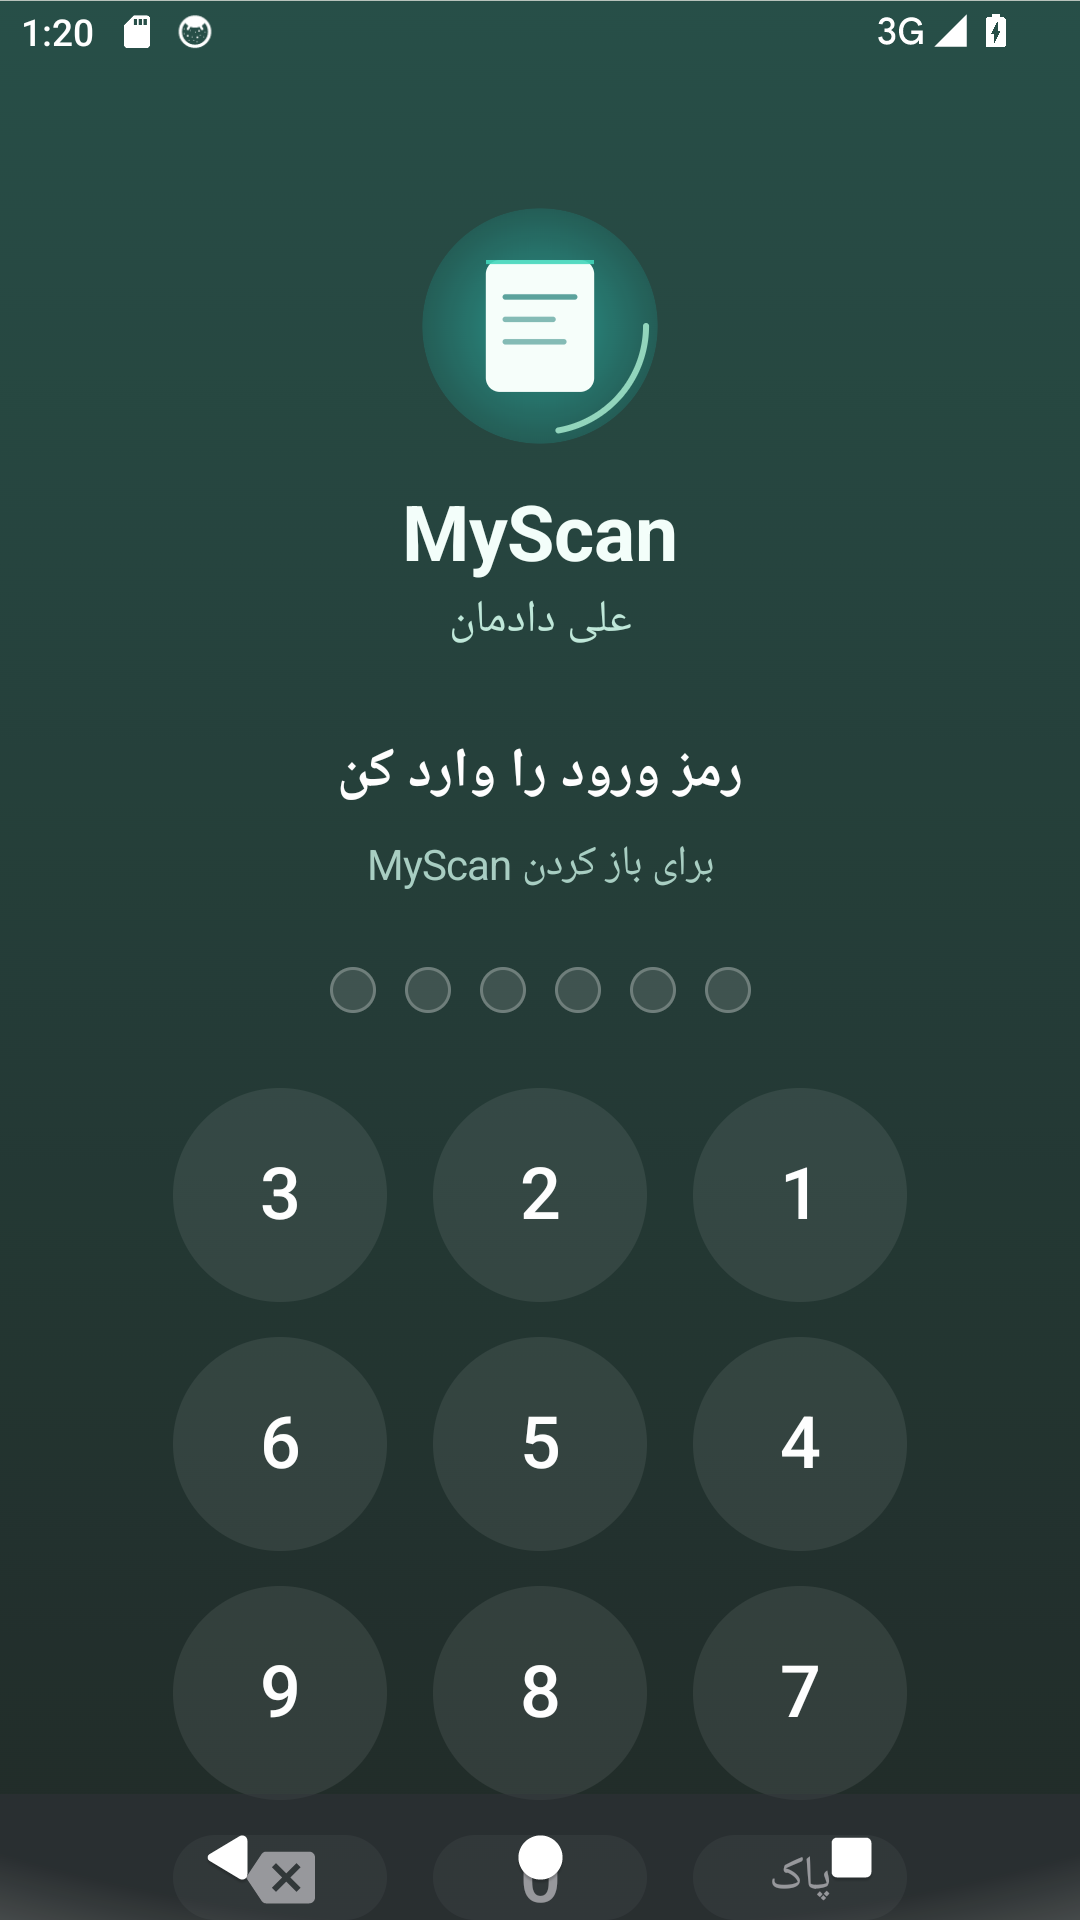 1:20 3G
MyScan
علی دادمان
رمز ورود را وارد کن
برای باز کردن MyScan
3 2 1
6 5 4
9 8 7
0 پاک